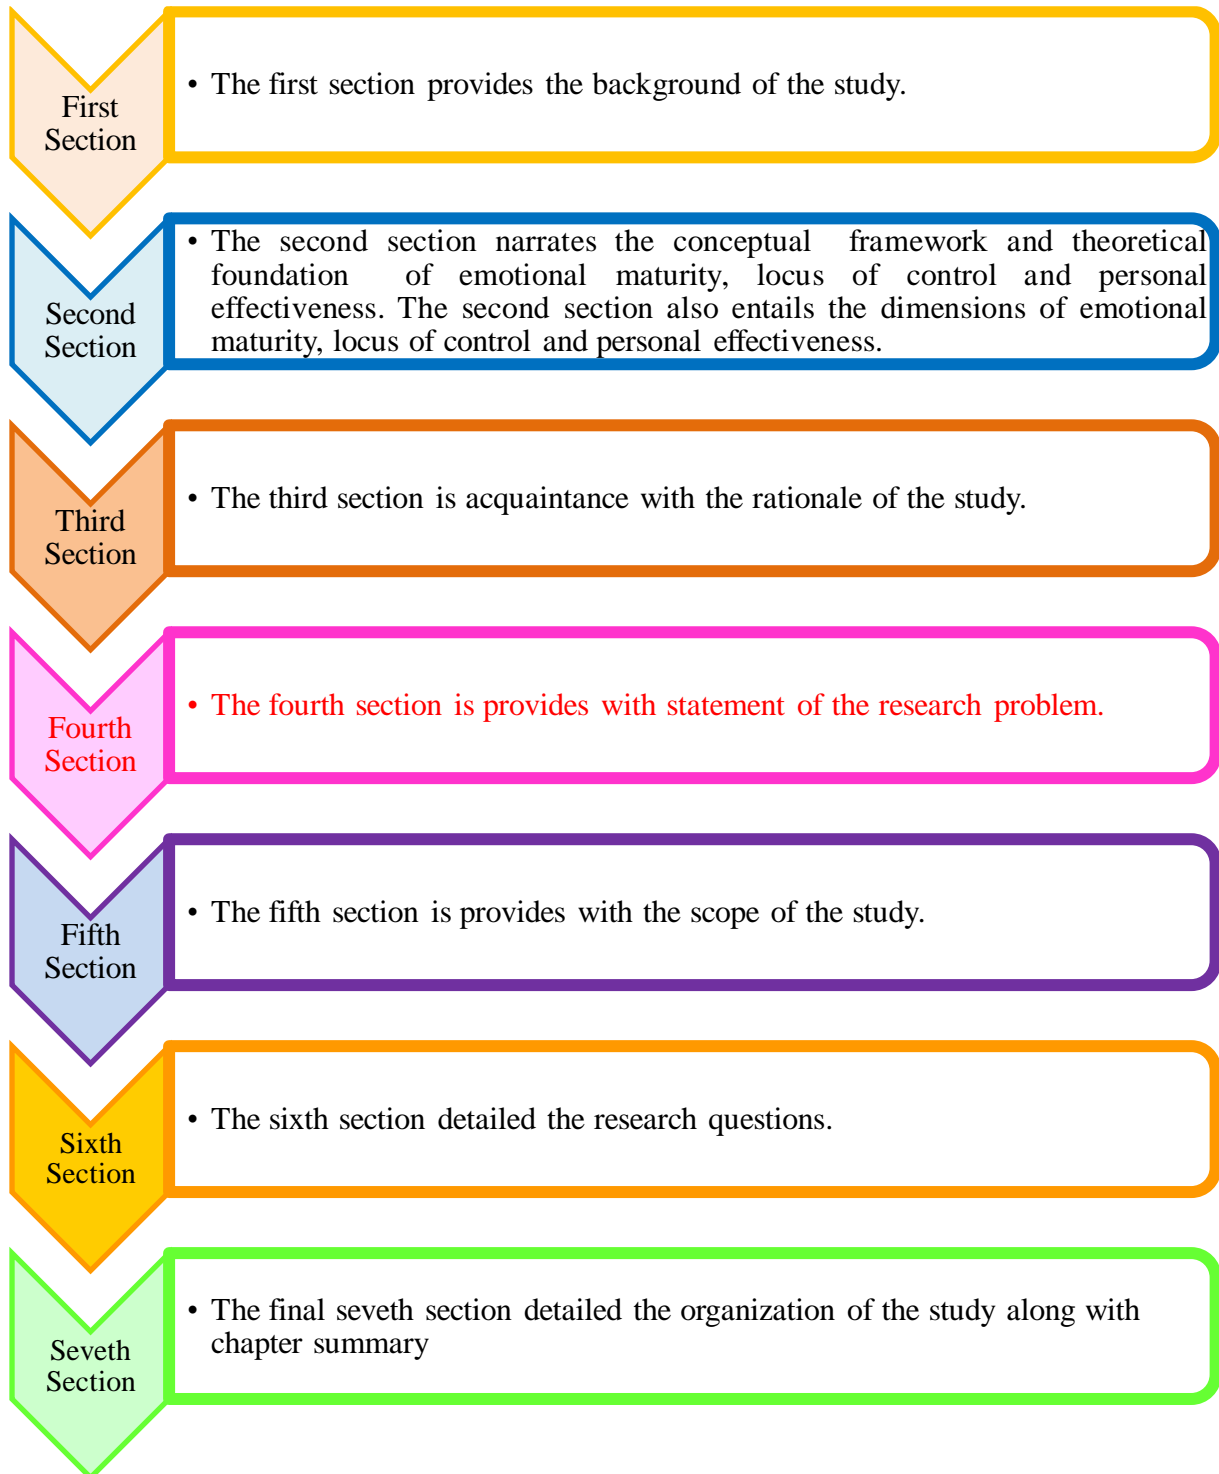 First
Section
• The first section provides the background of the study.
Second
Section
• The second section narrates the conceptual framework and theoretical
foundation of emotional maturity, locus of control and personal
effectiveness. The second section also entails the dimensions of emotional
maturity, locus of control and personal effectiveness.
Third
Section
• The third section is acquaintance with the rationale of the study.
Fourth
Section
• The fourth section is provides with statement of the research problem.
Fifth
Section
• The fifth section is provides with the scope of the study.
Sixth
Section
• The sixth section detailed the research questions.
Seveth
Section
• The final seveth section detailed the organization of the study along with
chapter summary